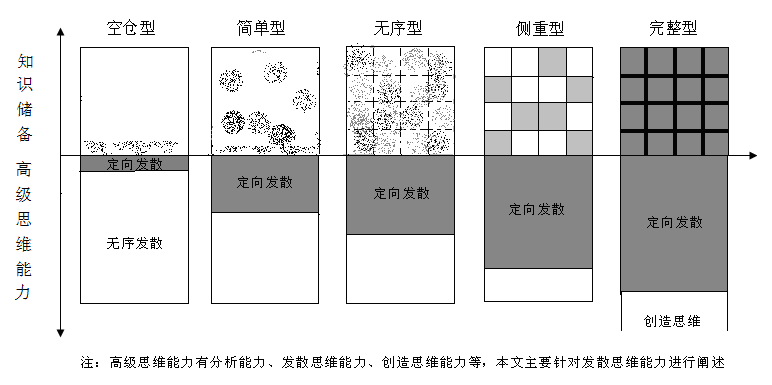 空仓型 简单型 无序型 侧重型 完整型
知识储备
高级思维能力
定向发散
无序发散
定向发散
定向发散
定向发散
定向发散
创造思维
注：高级思维能力有分析能力、发散思维能力、创造思维能力等，本文主要针对发散思维能力进行阐述